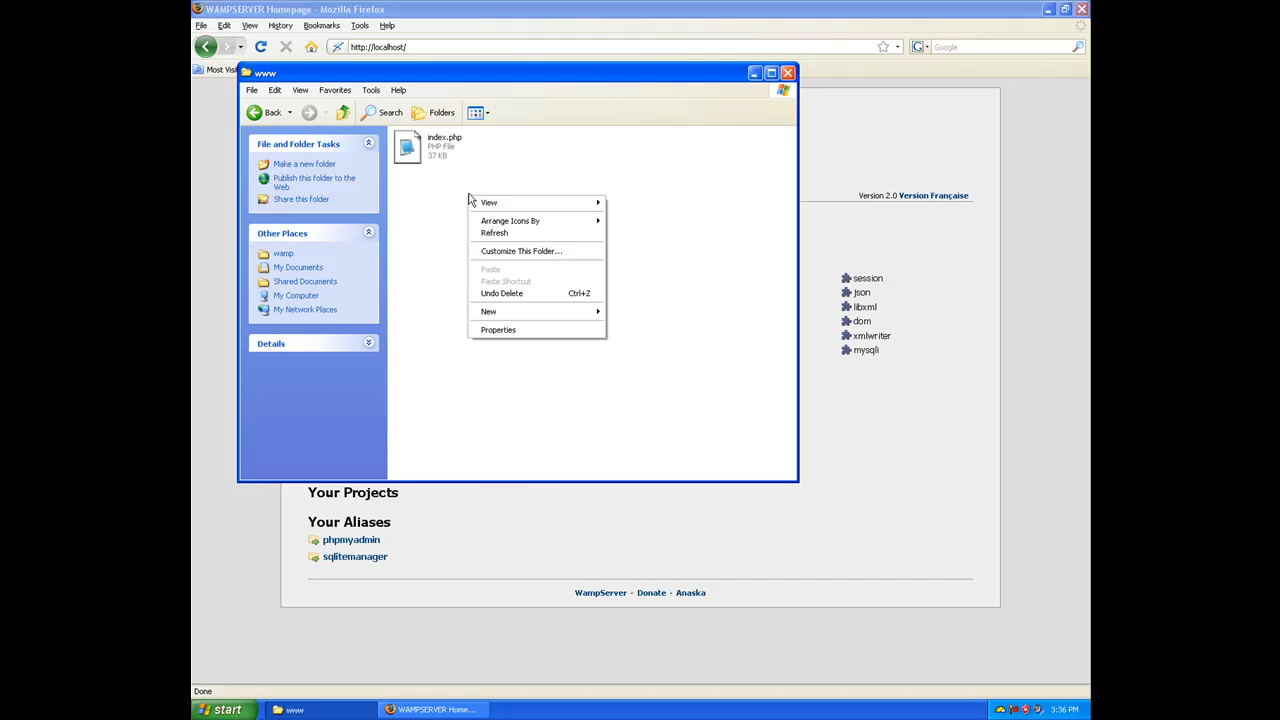 WAMPSERVER Homepage - Mozilla Firefox
File Edit View History Bookmarks Tools Help
http://localhost/
Google
Most Visi
www
File Edit View Favorites Tools Help
Back Search Folders
File and Folder Tasks
Make a new folder
Publish this folder to the
Web
Share this folder
Other Places
wamp
My Documents
Shared Documents
My Computer
My Network Places
Details
index.php
PHP File
37 KB
View
Arrange Icons By
Refresh
Customize This Folder...
Paste
Paste Shortcut
Undo Delete Ctrl+Z
New
Properties
Version 2.0 Version Française
session
json
libxml
dom
xmlwriter
mysqli
Your Projects
Your Aliases
phpmyadmin
sqlitemanager
WampServer - Donate - Anaska
Done
start www WAMPSERVER Home... 3:36 PM